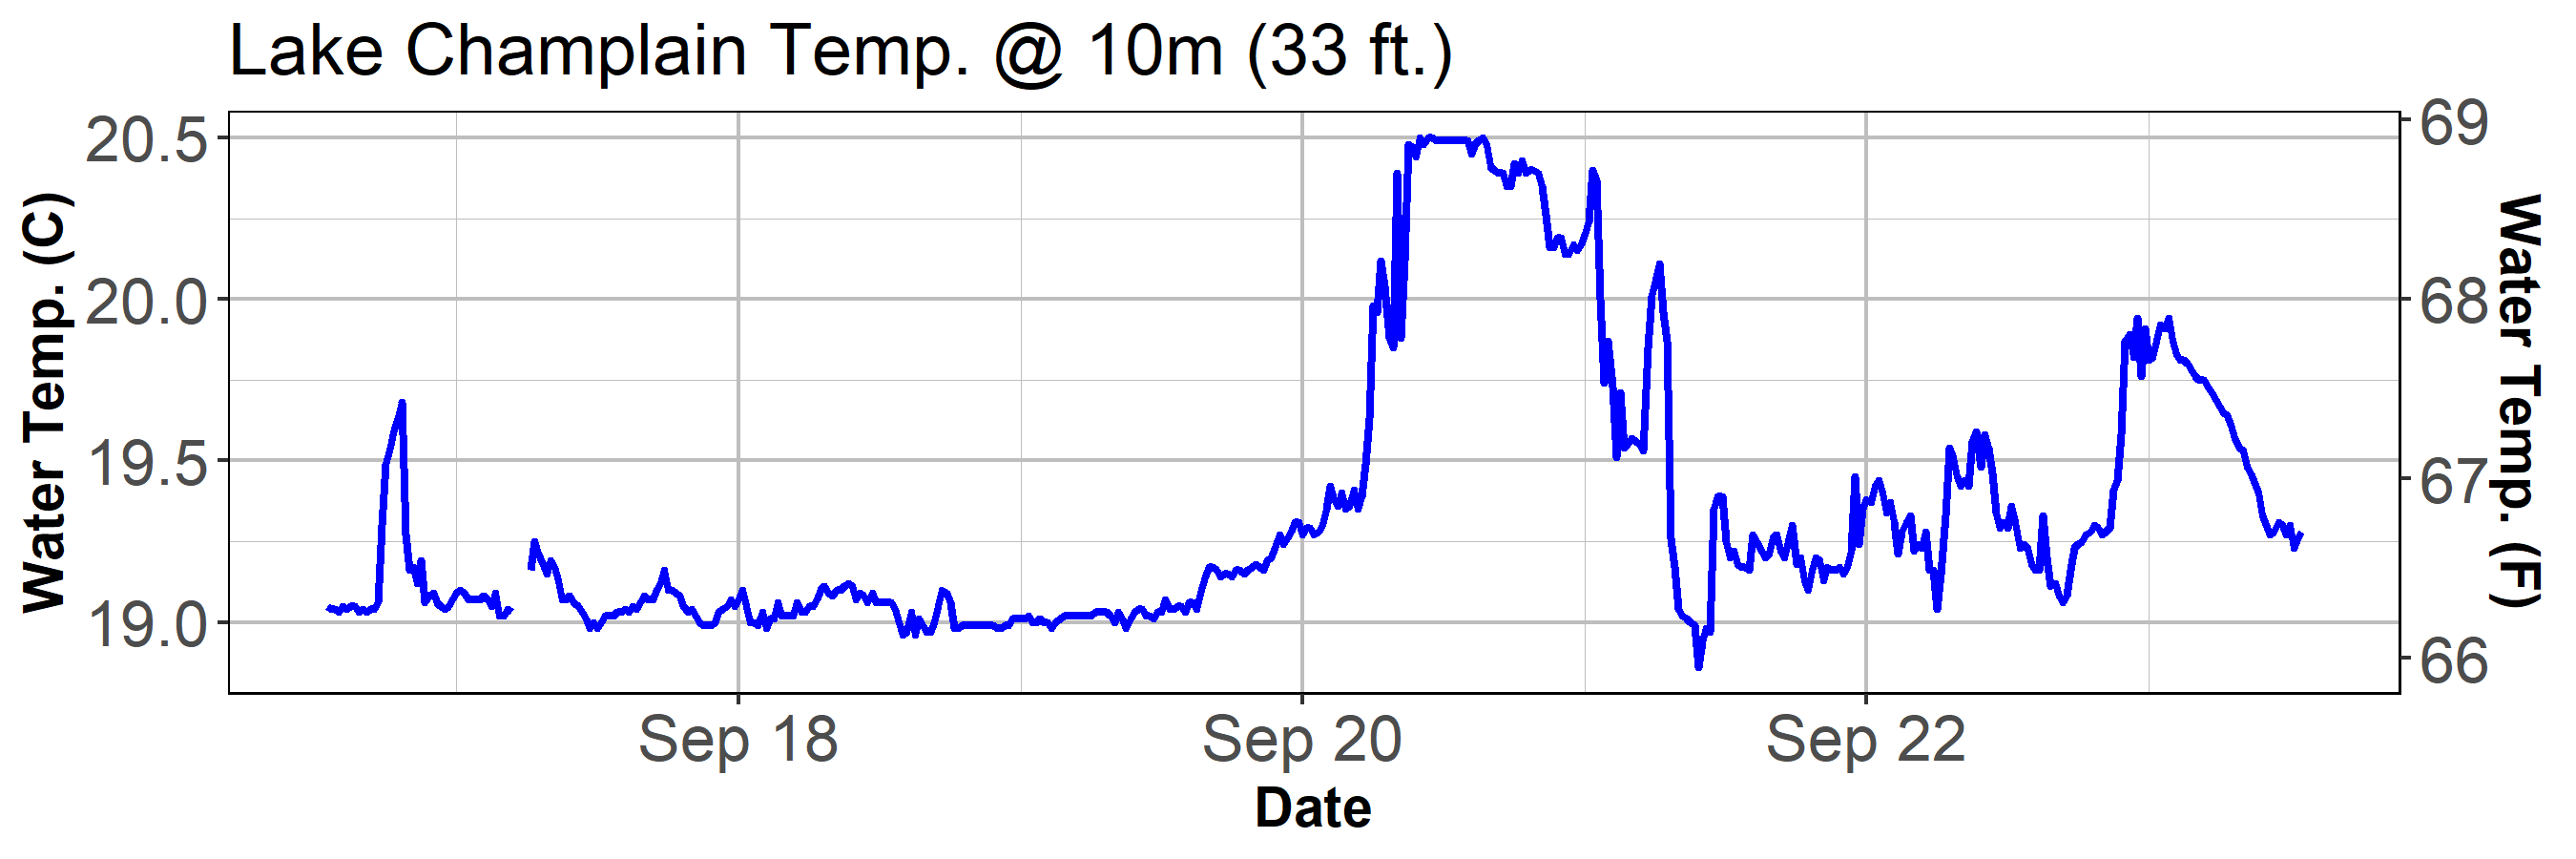 Lake Champlain Temp. @ 10m (33 ft.)
Water Temp. (C)
20.5
20.0
19.5
19.0
69
68
67
66
Water Temp. (F)
Sep 18 Sep 20 Sep 22
Date